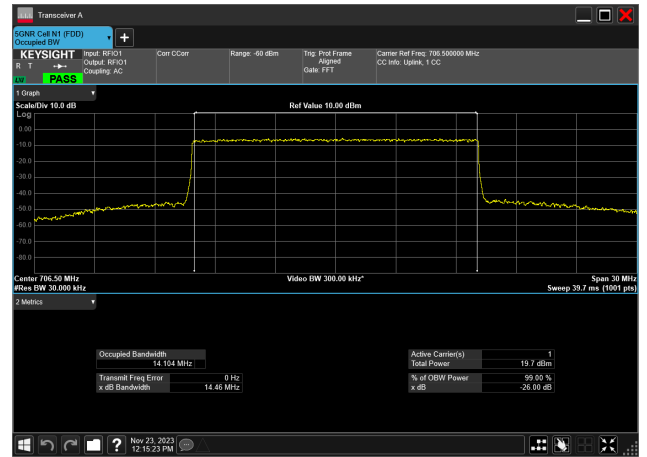 Transceiver A
5GNR Cell N1 (FDD)
Occupied BW
KEYSIGHT
R T
LXI
PASS
Input: RFIO1
Output: RFIO1
Coupling: AC
Corr CCorr
Range: -60 dBm
Trig: Prot Frame
Aligned
Gate: FFT
Carrier Ref Freq: 706.500000 MHz
CC Info: Uplink, 1 CC
1 Graph
Scale/Div 10.0 dB
Ref Value 10.00 dBm
Log
0.00
-10.0
-20.0
-30.0
-40.0
-50.0
-60.0
-70.0
-80.0
Center 706.50 MHz
Video BW 300.00 kHz*
Span 30 MHz
#Res BW 30.000 kHz
Sweep 39.7 ms (1001 pts)
2 Metrics
Occupied Bandwidth
14.104 MHz
Transmit Freq Error 0 Hz
x dB Bandwidth 14.46 MHz
Active Carrier(s) 1
Total Power 19.7 dBm
% of OBW Power 99.00 %
x dB -26.00 dB
Nov 23, 2023
12:15:23 PM